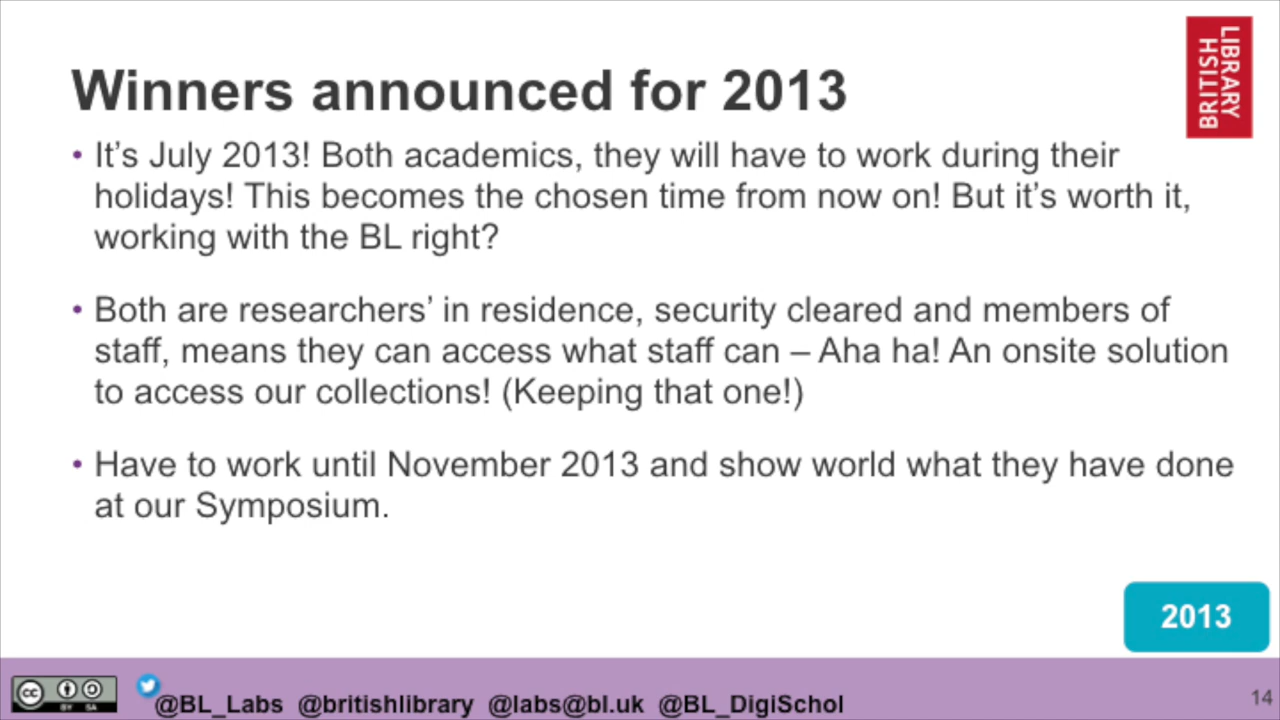 Winners announced for 2013
LIBRARY
BRITISH
• It’s July 2013! Both academics, they will have to work during their
holidays! This becomes the chosen time from now on! But it’s worth it,
working with the BL right?
• Both are researchers’ in residence, security cleared and members of
staff, means they can access what staff can – Aha ha! An onsite solution
to access our collections! (Keeping that one!)
• Have to work until November 2013 and show world what they have done
at our Symposium.
2013
cc BY SA
@BL_Labs @britishlibrary @labs@bl.uk @BL_DigiSchol
14